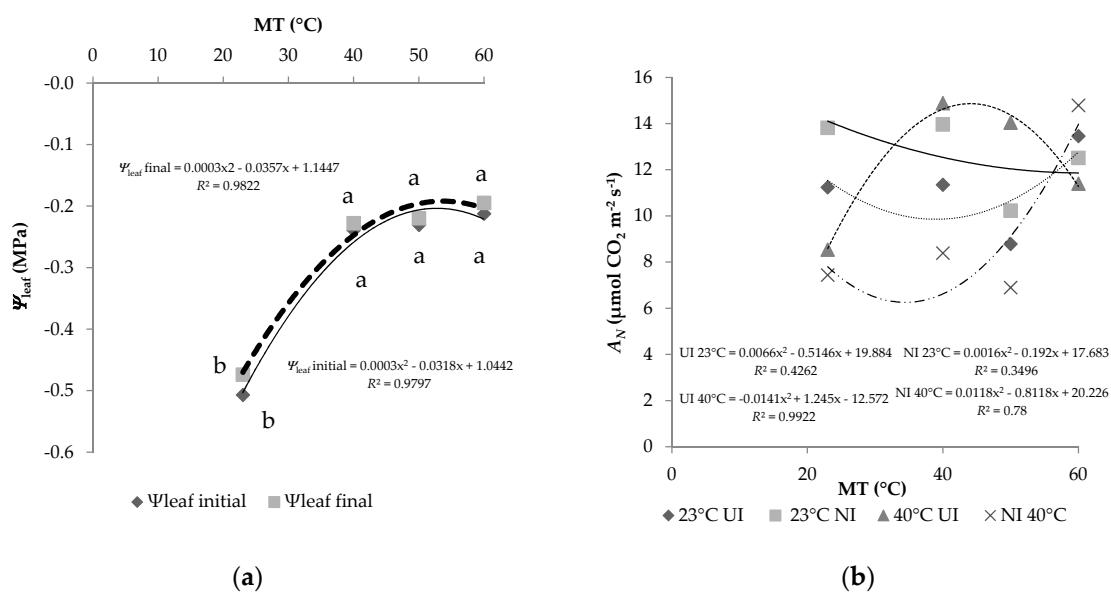 MT (°C)
0 10 20 30 40 50 60
-0.0
-0.1
-0.2
-0.3
-0.4
-0.5
-0.6
Ψleaf (MPa)
Ψleaf final = 0.0003x2 - 0.0357x + 1.1447
R² = 0.9822
a a a
a a a
b
b
Ψleaf initial = 0.0003x² - 0.0318x + 1.0442
R² = 0.9797
Ψleaf initial Ψleaf final
(a)
16
14
12
10
8
6
4
2
0
A_N (µmol CO₂ m⁻² s⁻¹)
UI 23°C = 0.0066x² - 0.5146x + 19.884
R² = 0.4262
NI 23°C = 0.0016x² - 0.192x + 17.683
R² = 0.3496
UI 40°C = -0.0141x² + 1.245x - 12.572
R² = 0.9922
NI 40°C = 0.0118x² - 0.8118x + 20.226
R² = 0.78
0 20 40 60
MT (°C)
23°C UI 23°C NI 40°C UI NI 40°C
(b)